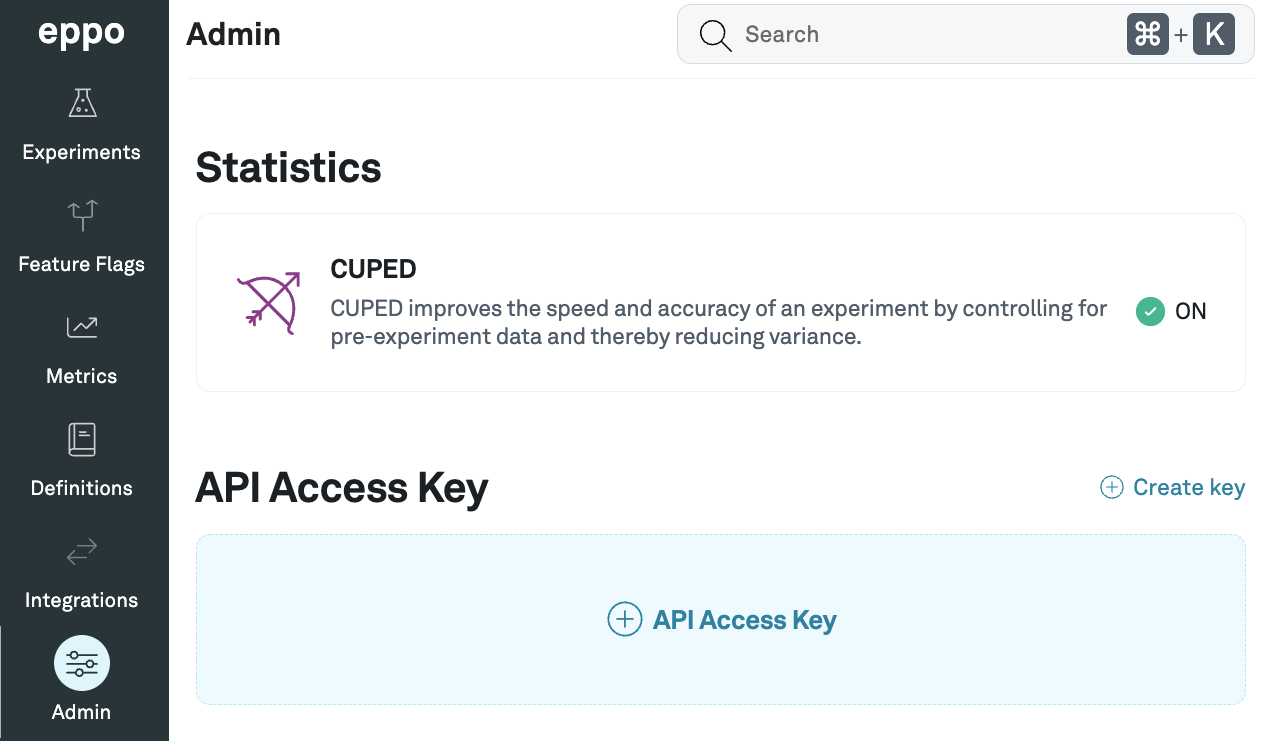 eppo
Experiments
Feature Flags
Metrics
Definitions
Integrations
Admin
Admin
Search
⌘ + K
Statistics
CUPED
CUPED improves the speed and accuracy of an experiment by controlling for
pre-experiment data and thereby reducing variance.
ON
API Access Key
Create key
API Access Key